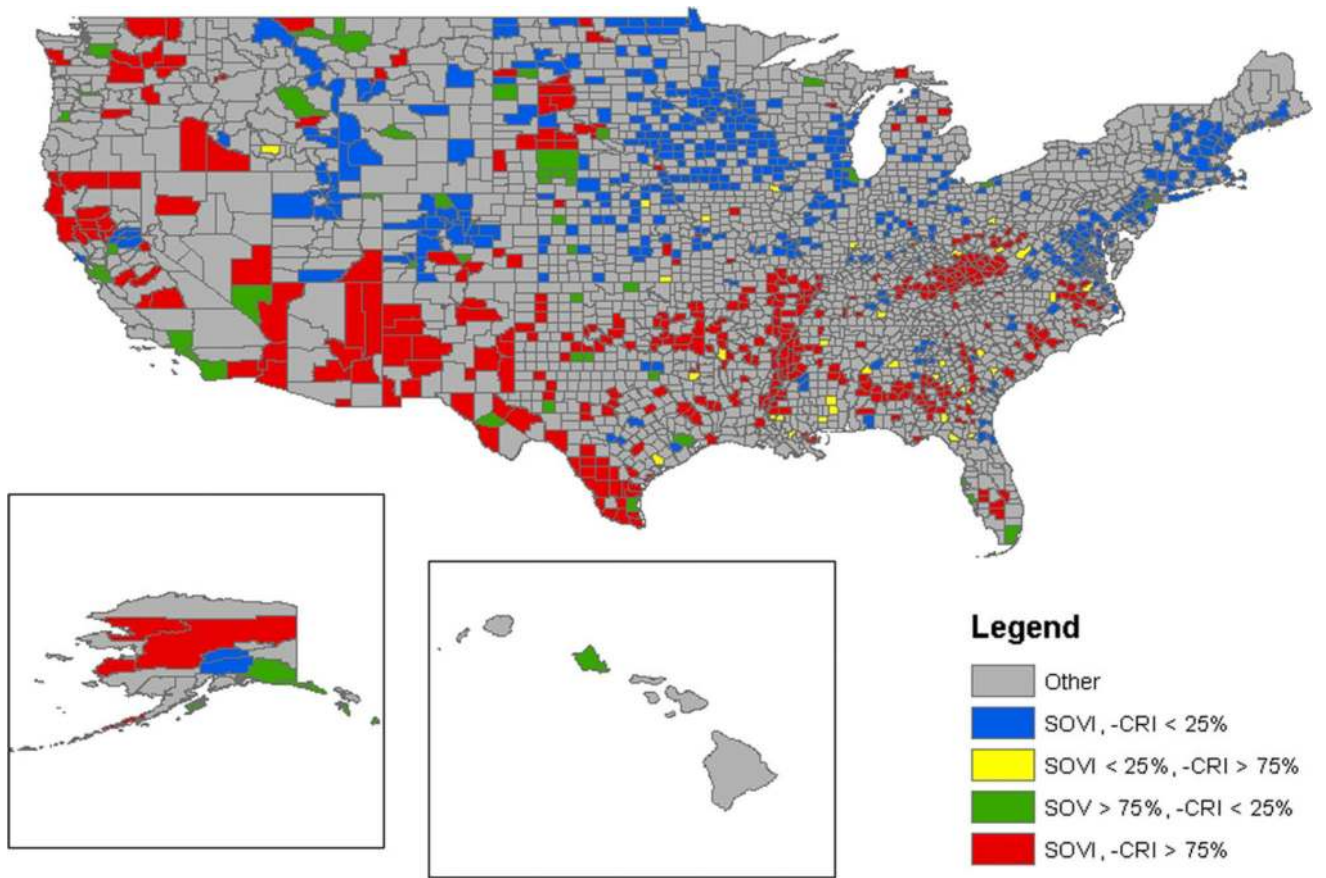 Legend
Other
SOVI, -CRI < 25%
SOVI < 25%, -CRI > 75%
SOV > 75%, -CRI < 25%
SOVI, -CRI > 75%